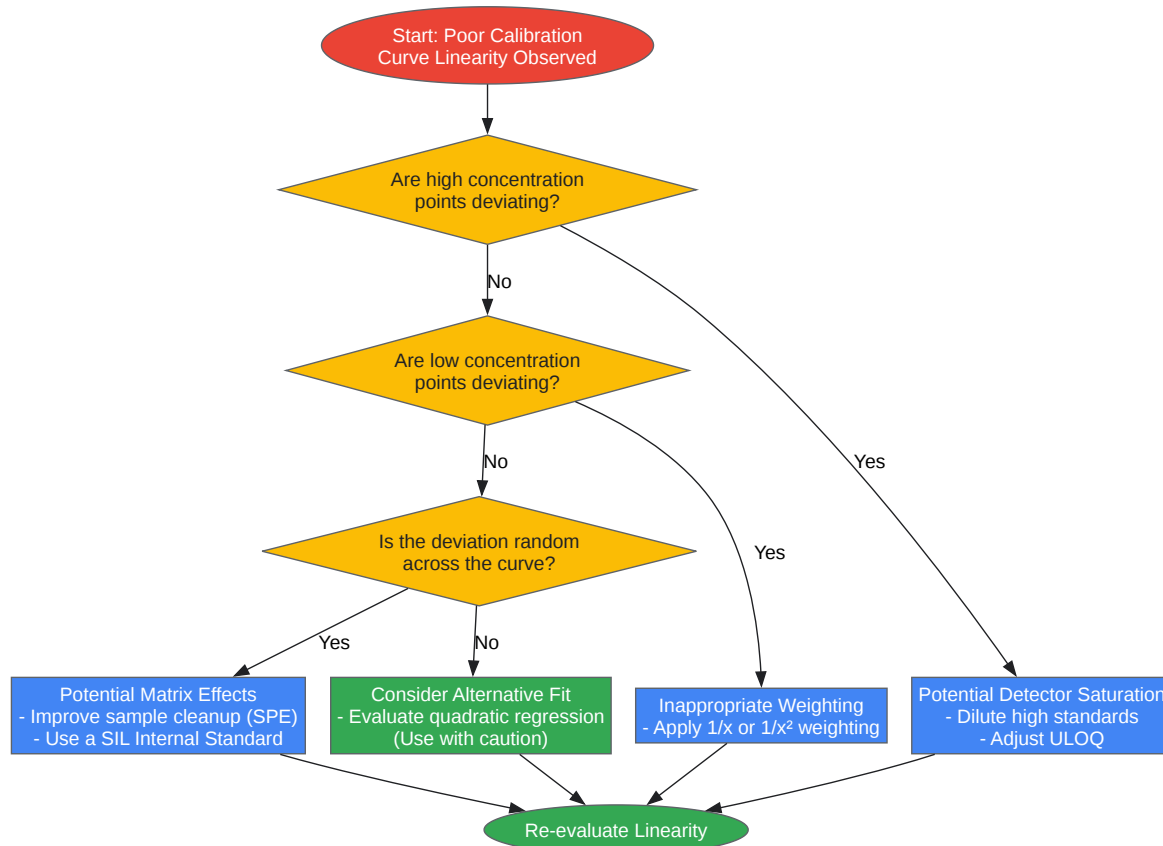 Start: Poor Calibration
Curve Linearity Observed
Are high concentration
points deviating?
No
Are low concentration
points deviating?
Yes
No
Is the deviation random
across the curve?
Yes
Yes
No
Potential Matrix Effects
- Improve sample cleanup (SPE)
- Use a SIL Internal Standard
Consider Alternative Fit
- Evaluate quadratic regression
(Use with caution)
Inappropriate Weighting
- Apply 1/x or 1/x² weighting
Potential Detector Saturation
- Dilute high standards
- Adjust ULOQ
Re-evaluate Linearity